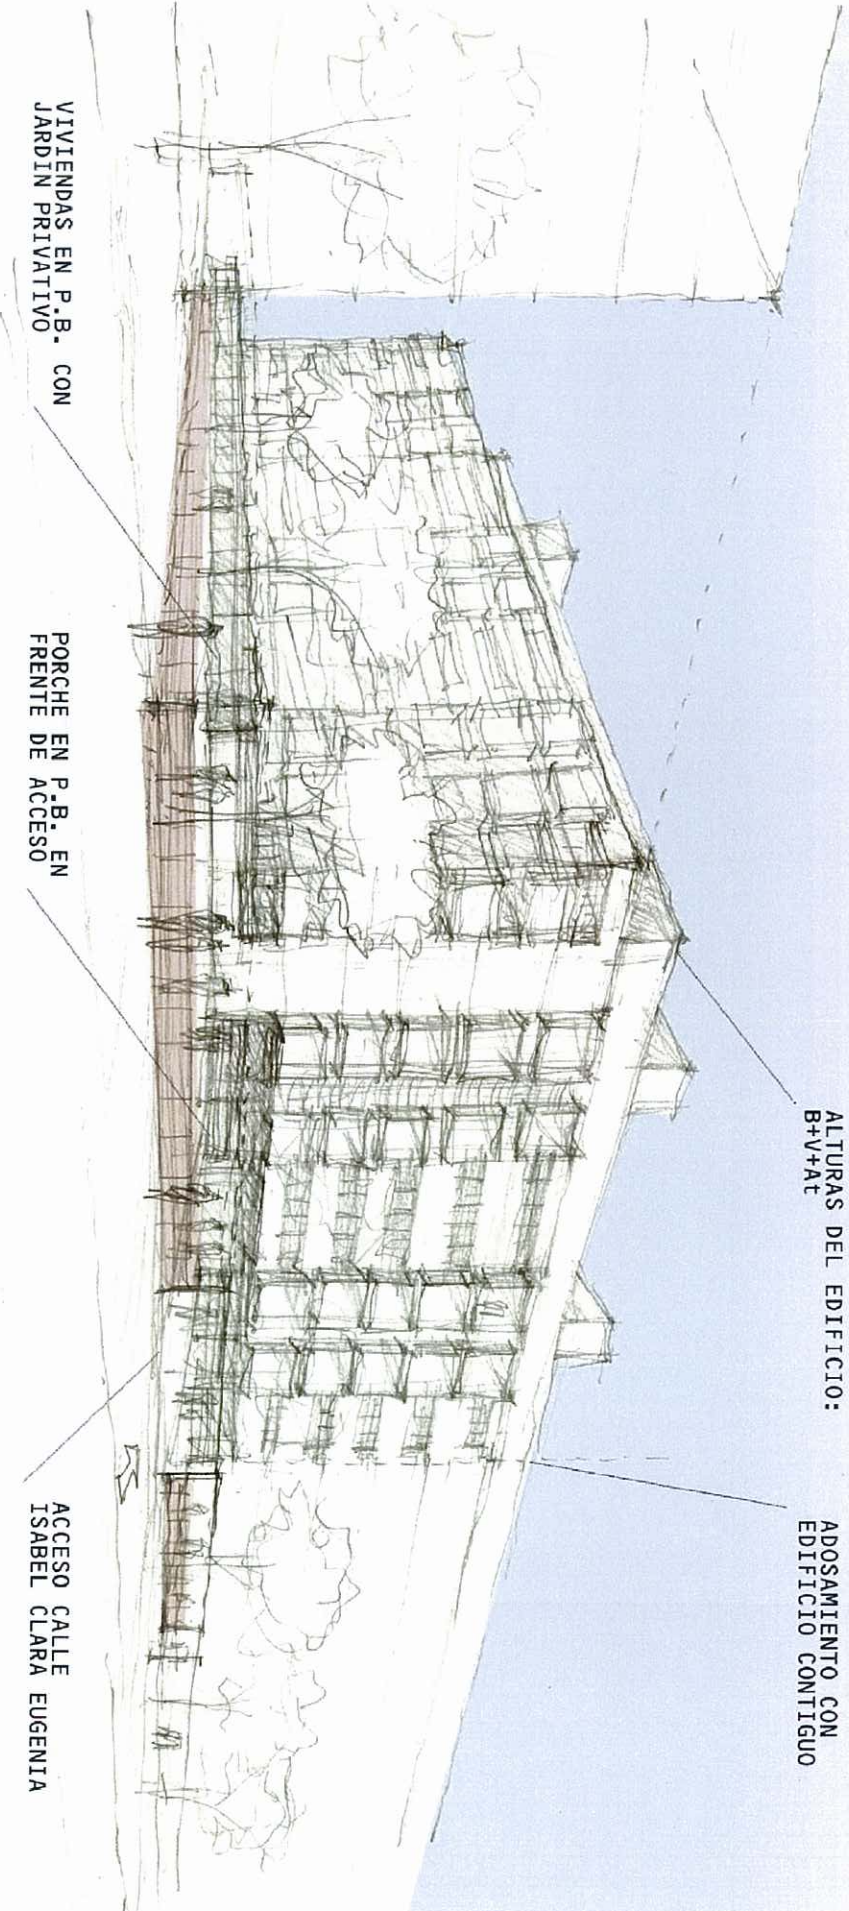 ALTURAS DEL EDIFICIO:
B+V+At
ADOSAMIENTO CON
EDIFICIO CONTIGUO
VIVIENDAS EN P.B. CON
JARDIN PRIVATIVO
PORCHE EN P.B. EN
FRENTE DE ACCESO
ACCESO CALLE
ISABEL CLARA EUGENIA